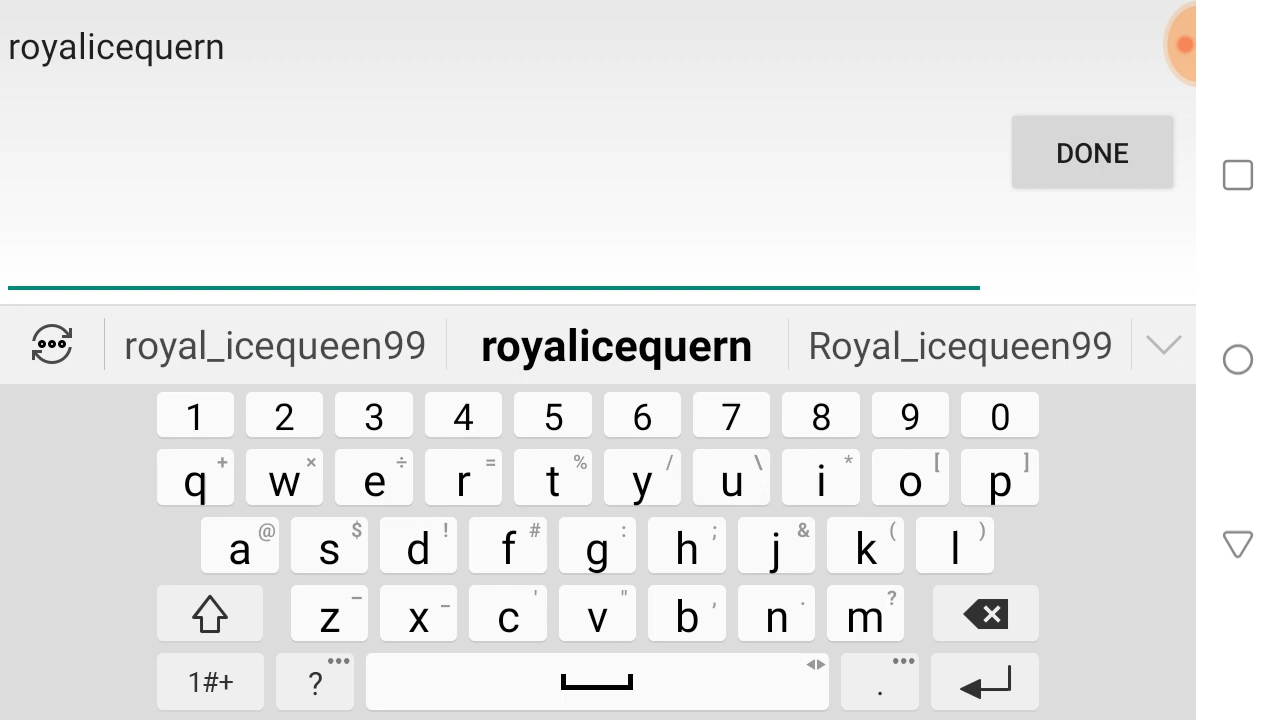 royalicequern
DONE
royal_icequeen99 royalicequern Royal_icequeen99
1 2 3 4 5 6 7 8 9 0
q + w × e ÷ r = t % y / u \ i * o [ p ]
a @ s $ d ! f # g : h ; j & k ( l )
z – x _ c ' v " b , n . m ?
1#+ ? ... . ...